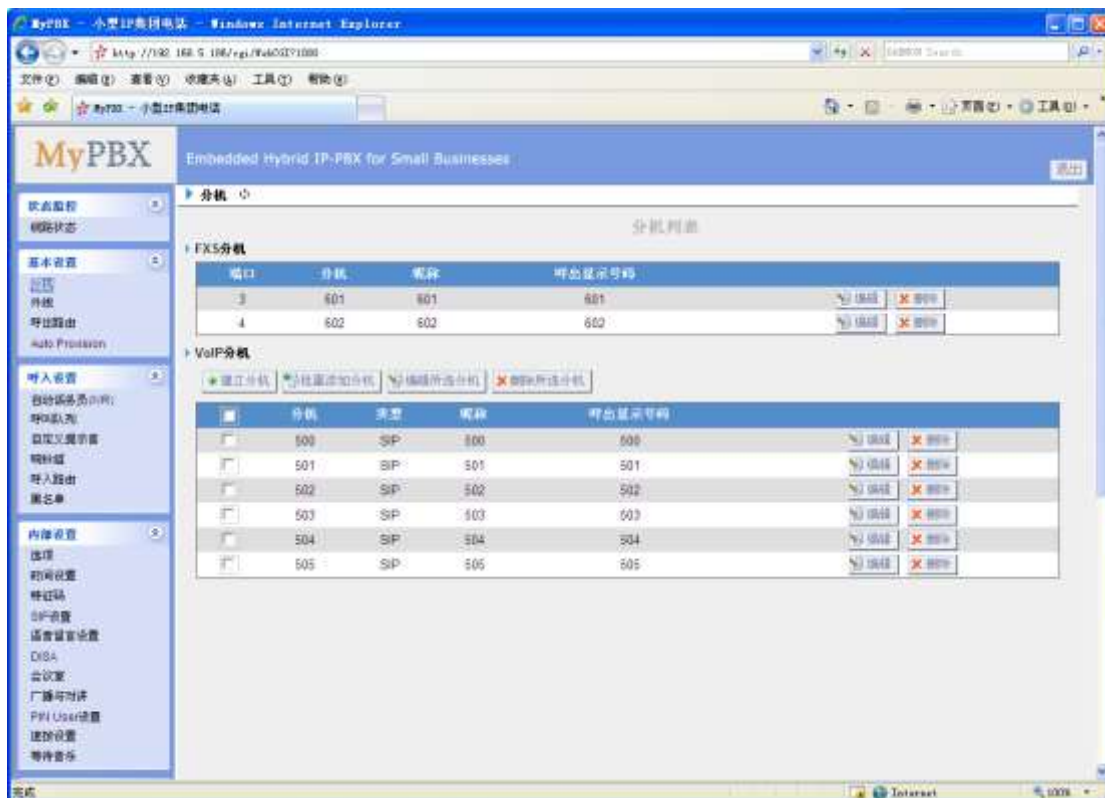 MyPBX - 小型IP集团电话 - Windows Internet Explorer
文件(F) 编辑(E) 查看(V) 收藏夹(A) 工具(T) 帮助(H)
MyPBX - 小型IP集团电话
页面(P) 工具(O)
MyPBX
Embedded Hybrid IP-PBX for Small Businesses
退出
状态监控
线路状态
基本设置
分机
外线
呼出路由
Auto Provision
呼入设置
自动话务员(IVR)
呼叫队列
自定义提示音
响铃组
呼入路由
黑名单
内部设置
选项
时间设置
特征码
SIP设置
语音留言设置
DISA
会议室
广播与对讲
PIN User设置
速拨设置
等待音乐
分机
分机列表
FXS分机
端口 分机 昵称 呼出显示号码
3 601 601 601 编辑 删除
4 602 602 602 编辑 删除
VoIP分机
建立分机 批量添加分机 编辑所选分机 删除所选分机
分机 类型 昵称 呼出显示号码
500 SIP 500 500 编辑 删除
501 SIP 501 501 编辑 删除
502 SIP 502 502 编辑 删除
503 SIP 503 503 编辑 删除
504 SIP 504 504 编辑 删除
505 SIP 505 505 编辑 删除
完成 Internet 100%